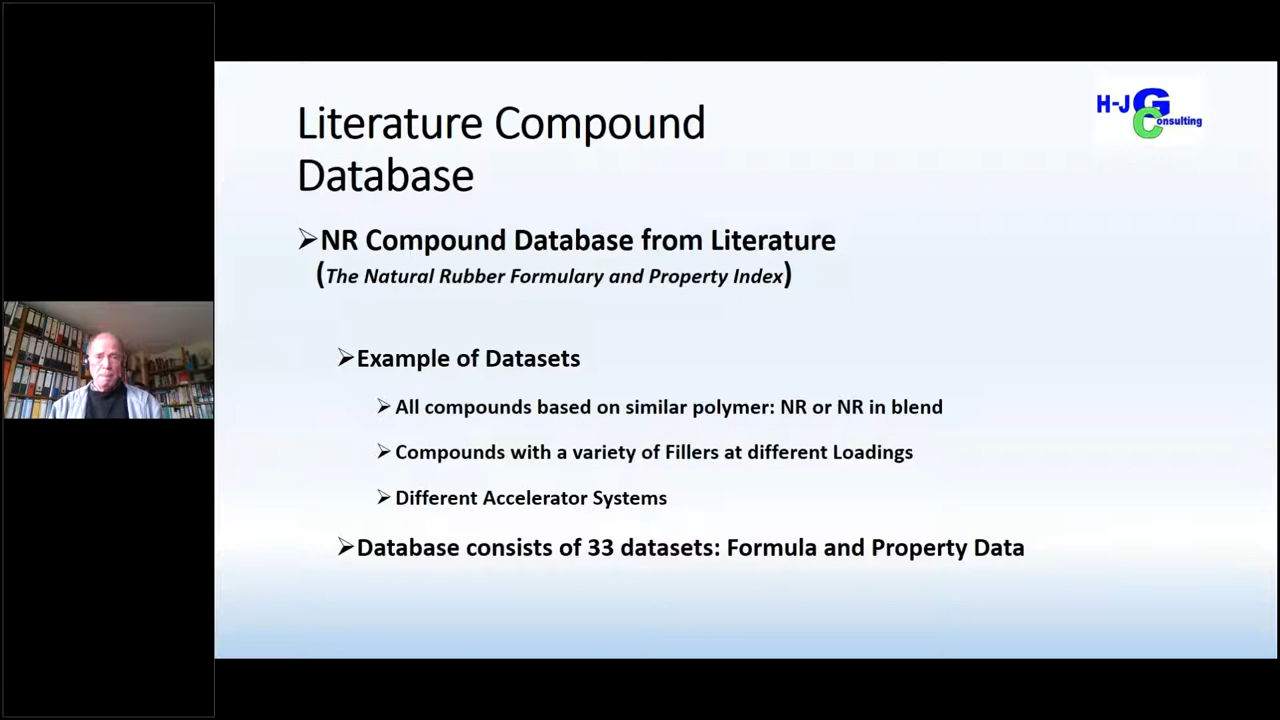 Literature Compound
Database
H-J GC onsulting
➢NR Compound Database from Literature
(The Natural Rubber Formulary and Property Index)
➢Example of Datasets
➢All compounds based on similar polymer: NR or NR in blend
➢Compounds with a variety of Fillers at different Loadings
➢Different Accelerator Systems
➢Database consists of 33 datasets: Formula and Property Data